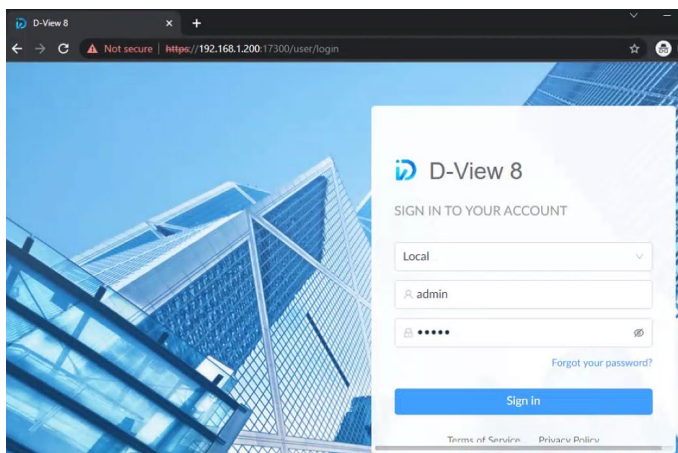 D-View 8
Not secure https://192.168.1.200:17300/user/login
D-View 8
SIGN IN TO YOUR ACCOUNT
Local
admin
Forgot your password?
Sign in
Terms of Service Privacy Policy